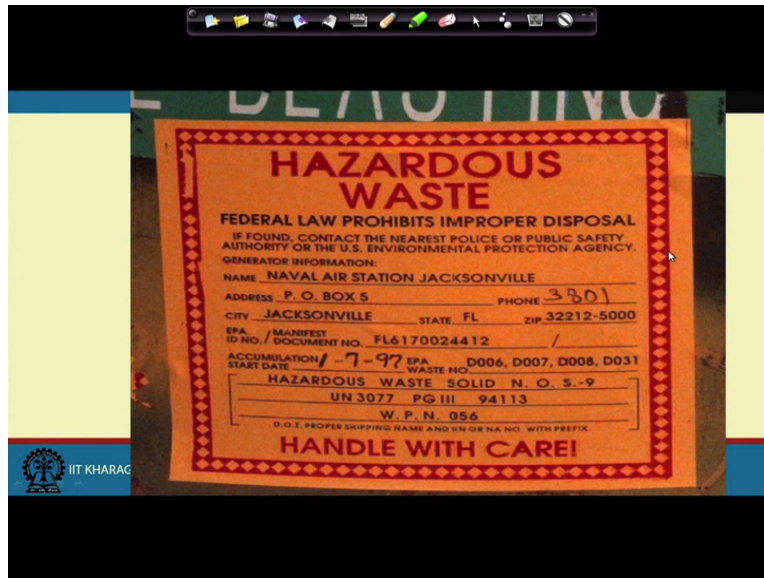 E BLASTING
HAZARDOUS
WASTE
FEDERAL LAW PROHIBITS IMPROPER DISPOSAL
IF FOUND, CONTACT THE NEAREST POLICE OR PUBLIC SAFETY
AUTHORITY OR THE U.S. ENVIRONMENTAL PROTECTION AGENCY.
GENERATOR INFORMATION:
NAME NAVAL AIR STATION JACKSONVILLE
ADDRESS P. O. BOX 5 PHONE 3801
CITY JACKSONVILLE STATE FL ZIP 32212-5000
EPA ID NO. / MANIFEST DOCUMENT NO. FL6170024412 /
ACCUMULATION START DATE 1-7-97 EPA WASTE NO D006, D007, D008, D031
HAZARDOUS WASTE SOLID N. O. S.-9
UN 3077 PG III 94113
W. P. N. 056
D.O.T. PROPER SHIPPING NAME AND UN OR NA NO. WITH PREFIX
HANDLE WITH CARE!
IIT KHARAG